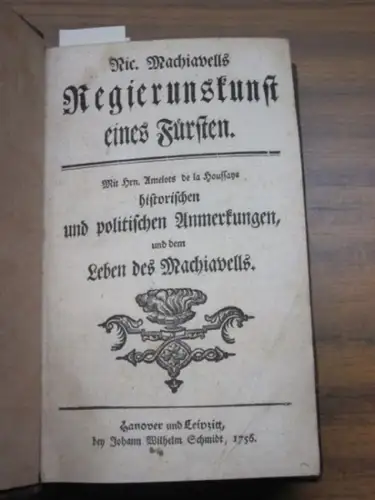 Nic. Machiavells
Regierunskunst
eines Fürsten.
Mit Hrn. Amelots de la Houssaye
historischen
und politischen Anmerkungen,
und dem
Leben des Machiavells.
Hanover und Leipzig,
bey Johann Wilhelm Schmidt, 1756.